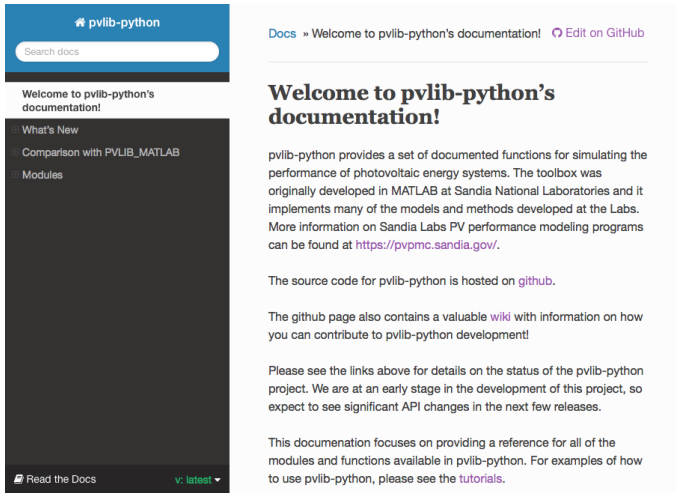 pvlib-python
Search docs
Welcome to pvlib-python's
documentation!
What's New
Comparison with PVLIB_MATLAB
Modules
Read the Docs
v: latest
Docs » Welcome to pvlib-python's documentation! Edit on GitHub
Welcome to pvlib-python's
documentation!
pvlib-python provides a set of documented functions for simulating the
performance of photovoltaic energy systems. The toolbox was
originally developed in MATLAB at Sandia National Laboratories and it
implements many of the models and methods developed at the Labs.
More information on Sandia Labs PV performance modeling programs
can be found at https://pvpmc.sandia.gov/.
The source code for pvlib-python is hosted on github.
The github page also contains a valuable wiki with information on how
you can contribute to pvlib-python development!
Please see the links above for details on the status of the pvlib-python
project. We are at an early stage in the development of this project, so
expect to see significant API changes in the next few releases.
This documenation focuses on providing a reference for all of the
modules and functions available in pvlib-python. For examples of how
to use pvlib-python, please see the tutorials.